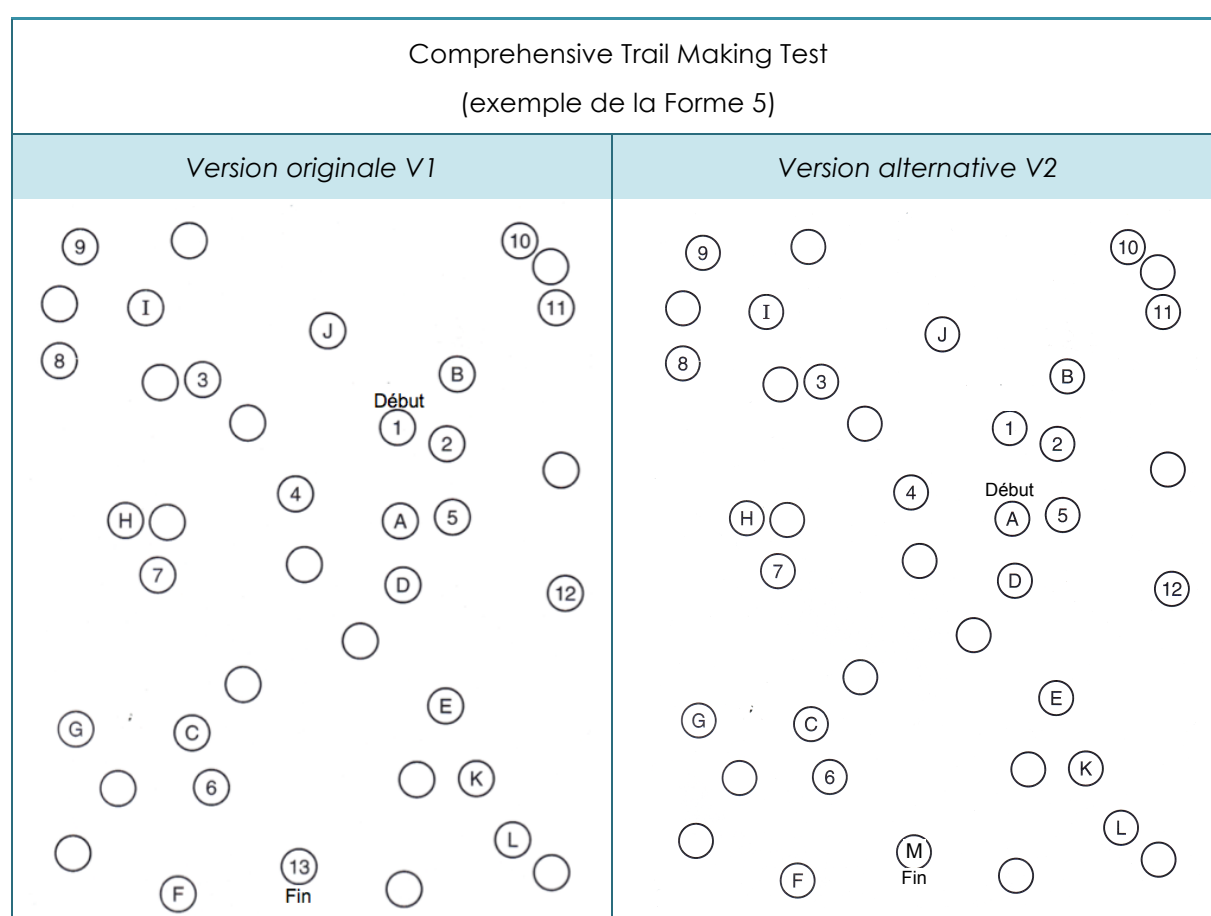 Comprehensive Trail Making Test
(exemple de la Forme 5)
Version originale V1
9
10
I
11
J
8
3
B
Début
1
2
4
H
A
5
7
D
12
E
G
C
6
K
L
13
Fin
F
Version alternative V2
9
10
I
11
J
8
3
B
1
2
4
Début
H
A
5
7
D
12
E
G
C
6
K
L
M
Fin
F